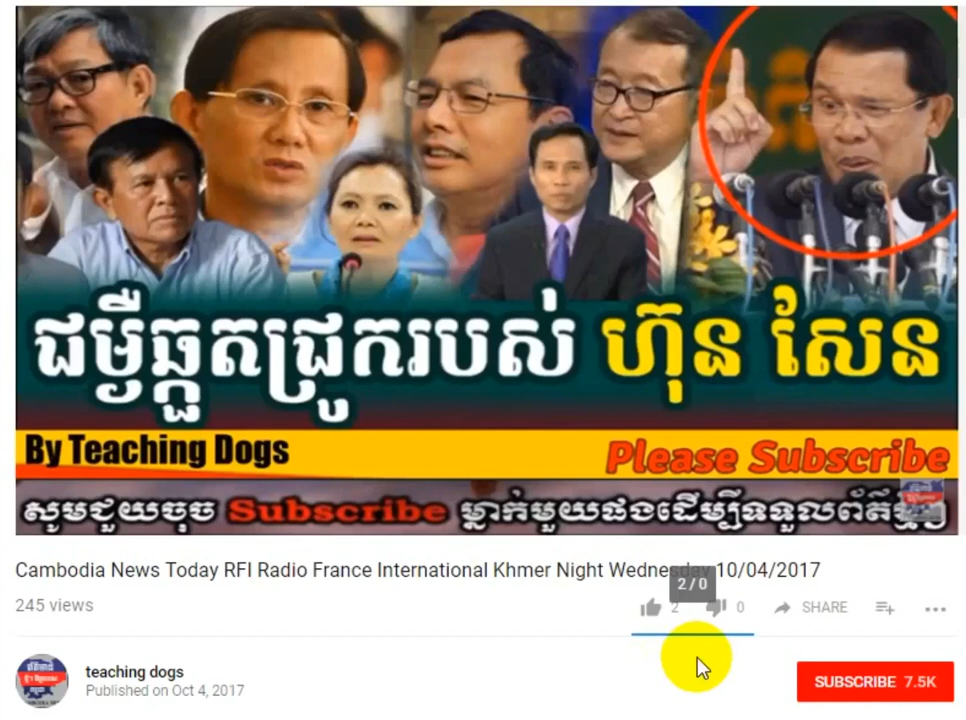 ជម្ងឺឆ្កួតជ្រូករបស់ ហ៊ុន សែន
By Teaching Dogs
Please Subscribe
សូមជួយចុច Subscribe ម្នាក់មួយផងដើម្បីទទួលព័ត៌
Cambodia News Today RFI Radio France International Khmer Night Wednesday 10/04/2017
2 / 0
245 views
2
0
SHARE
teaching dogs
Published on Oct 4, 2017
SUBSCRIBE 7.5K